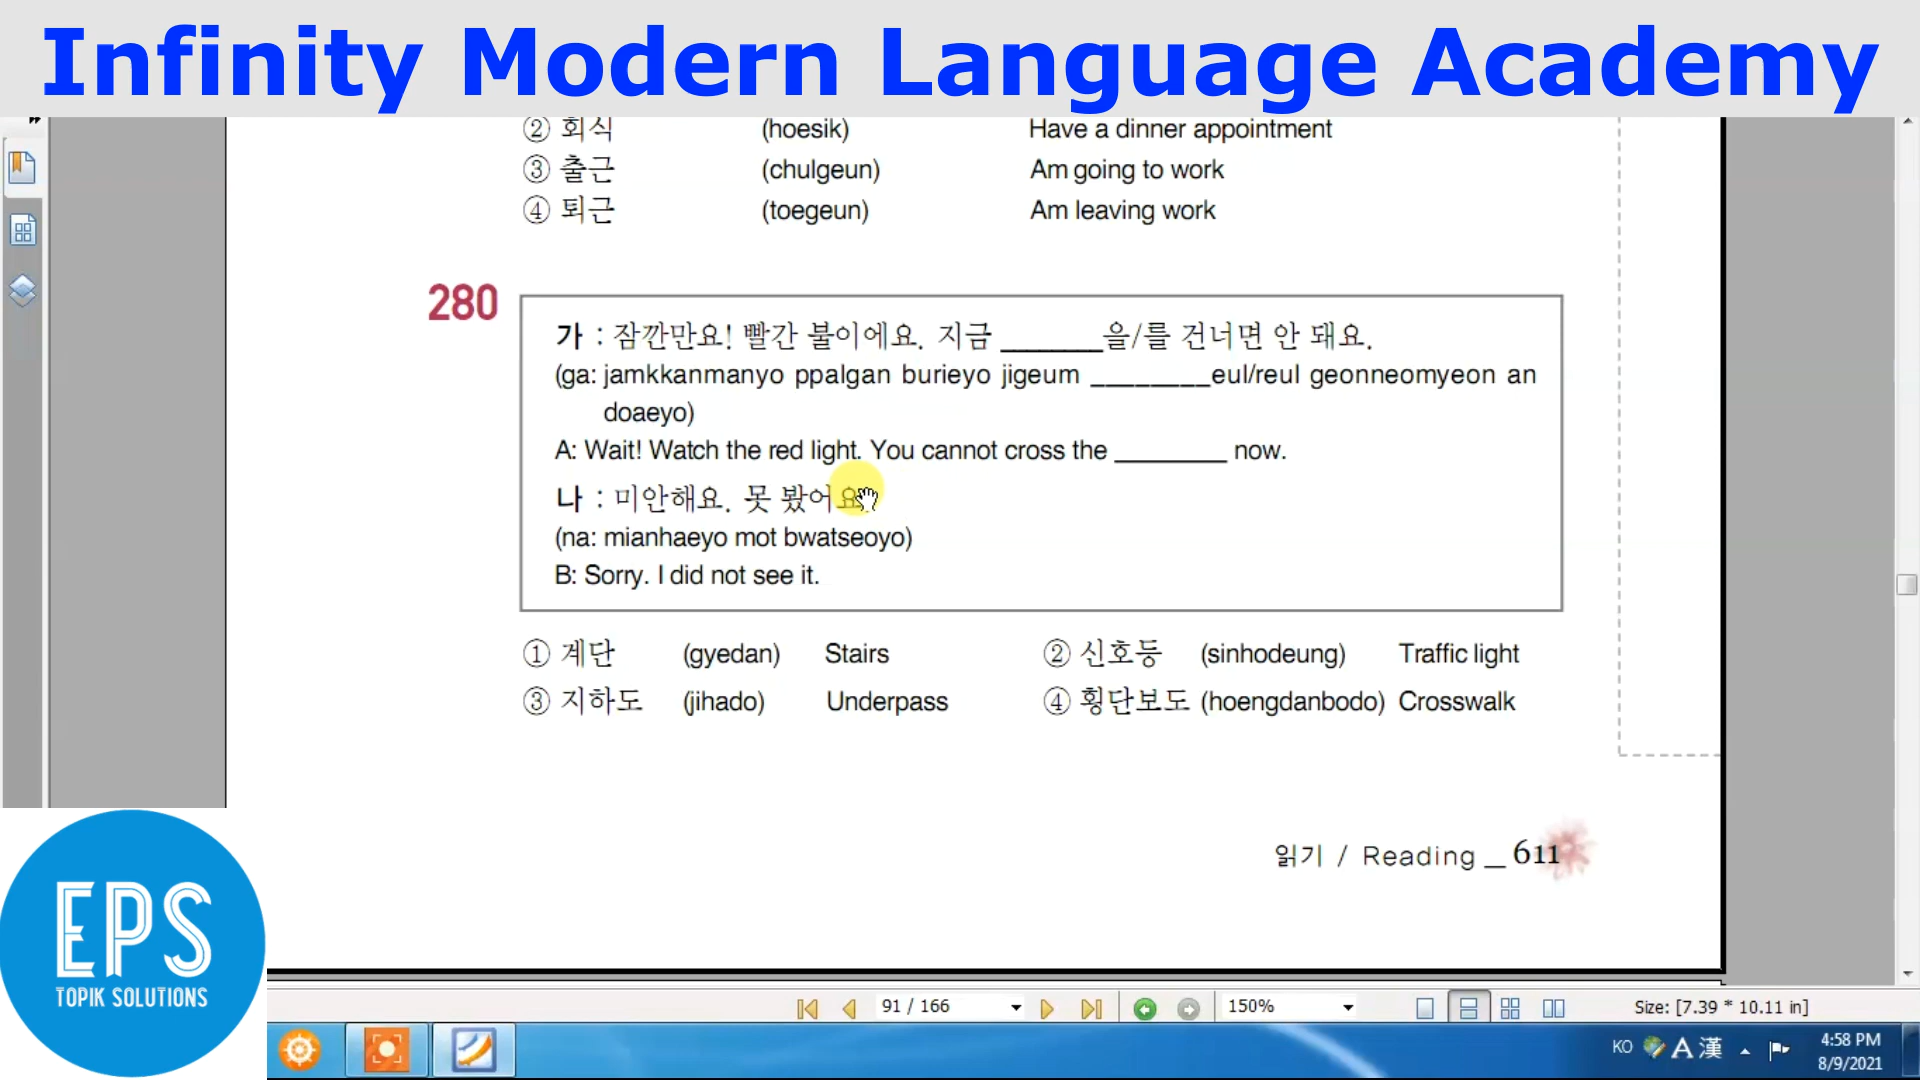 Infinity Modern Language Academy
② 회식 (hoesik) Have a dinner appointment
③ 출근 (chulgeun) Am going to work
④ 퇴근 (toegeun) Am leaving work
280
가 : 잠깐만요! 빨간 불이에요. 지금 ________을/를 건너면 안 돼요.
(ga: jamkkanmanyo ppalgan burieyo jigeum ________eul/reul geonneomyeon an
doaeyo)
A: Wait! Watch the red light. You cannot cross the ________ now.
나 : 미안해요. 못 봤어요.
(na: mianhaeyo mot bwatseoyo)
B: Sorry. I did not see it.
① 계단 (gyedan) Stairs ② 신호등 (sinhodeung) Traffic light
③ 지하도 (jihado) Underpass ④ 횡단보도 (hoengdanbodo) Crosswalk
읽기 / Reading _ 611
EPS
TOPIK SOLUTIONS
91 / 166 150% Size: [7.39 * 10.11 in]
KO A 漢 4:58 PM
8/9/2021